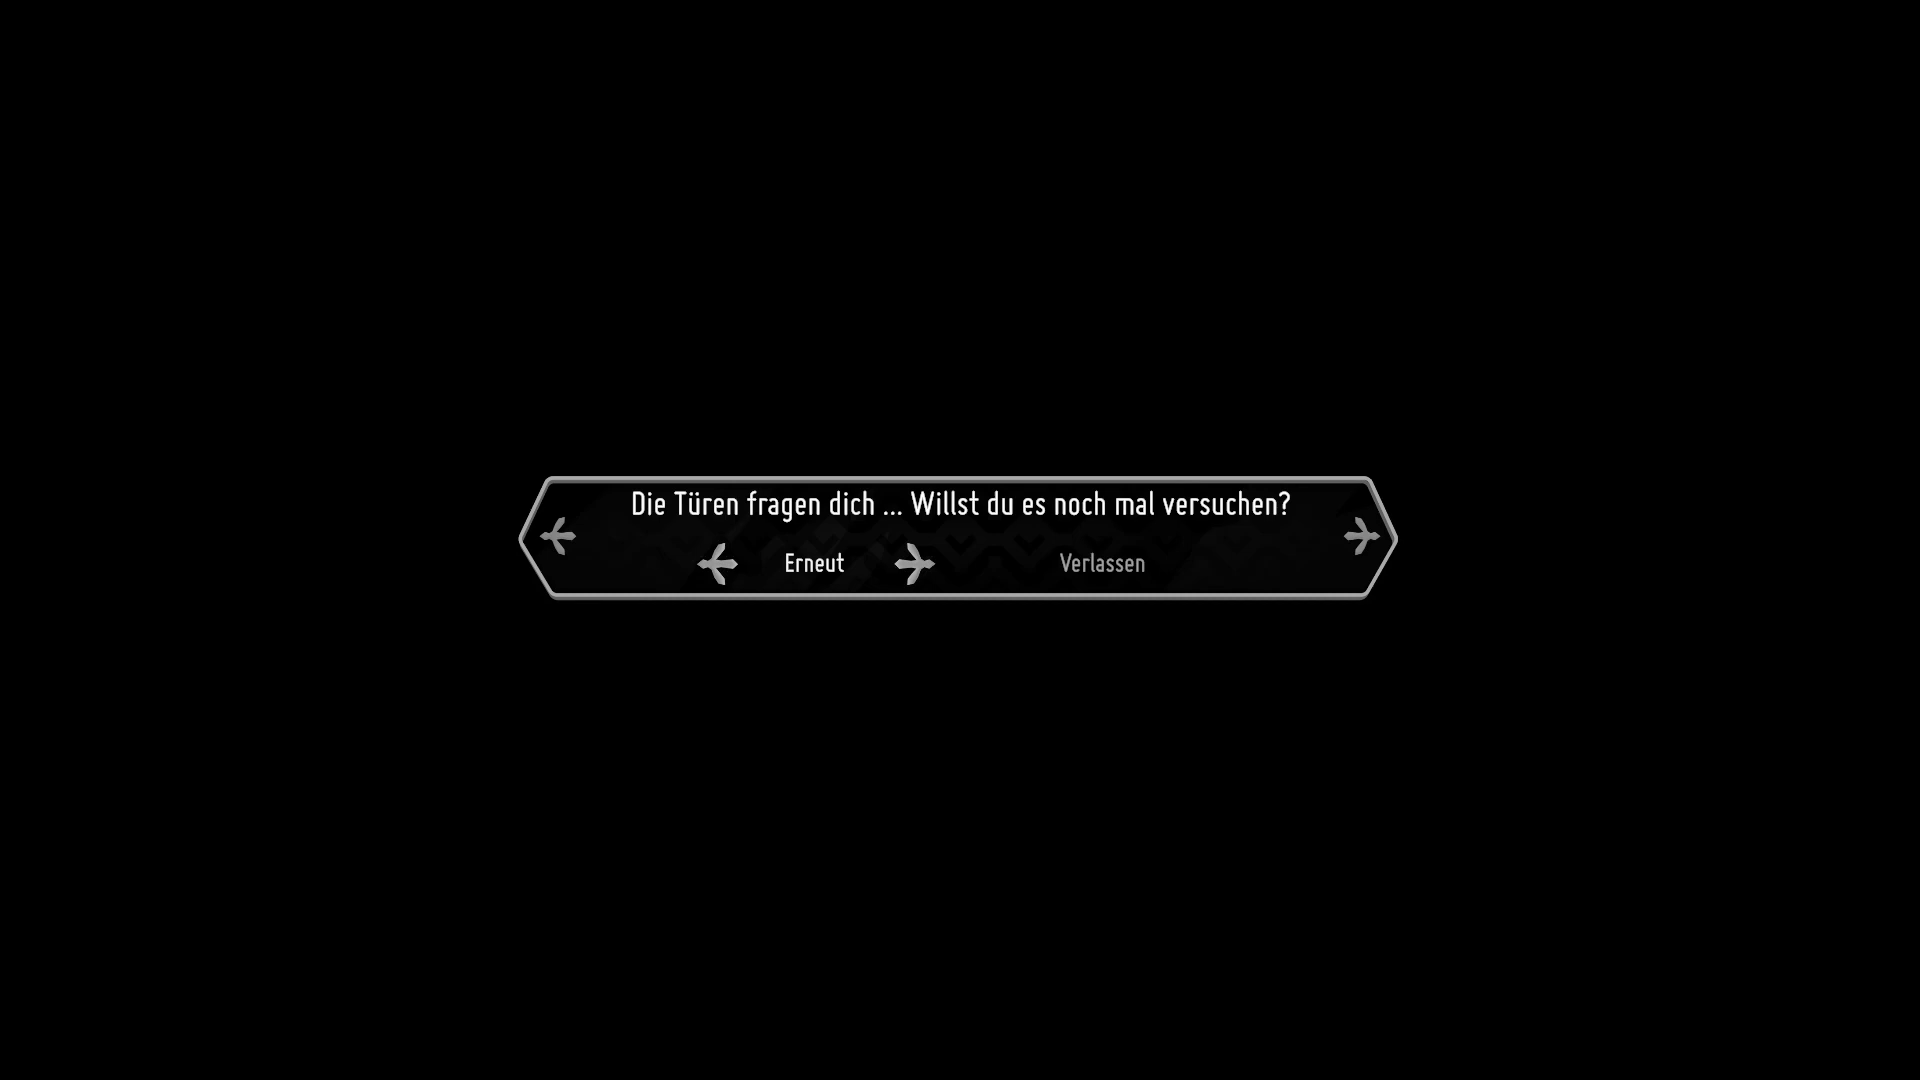 Die Türen fragen dich ... Willst du es noch mal versuchen?
Erneut Verlassen